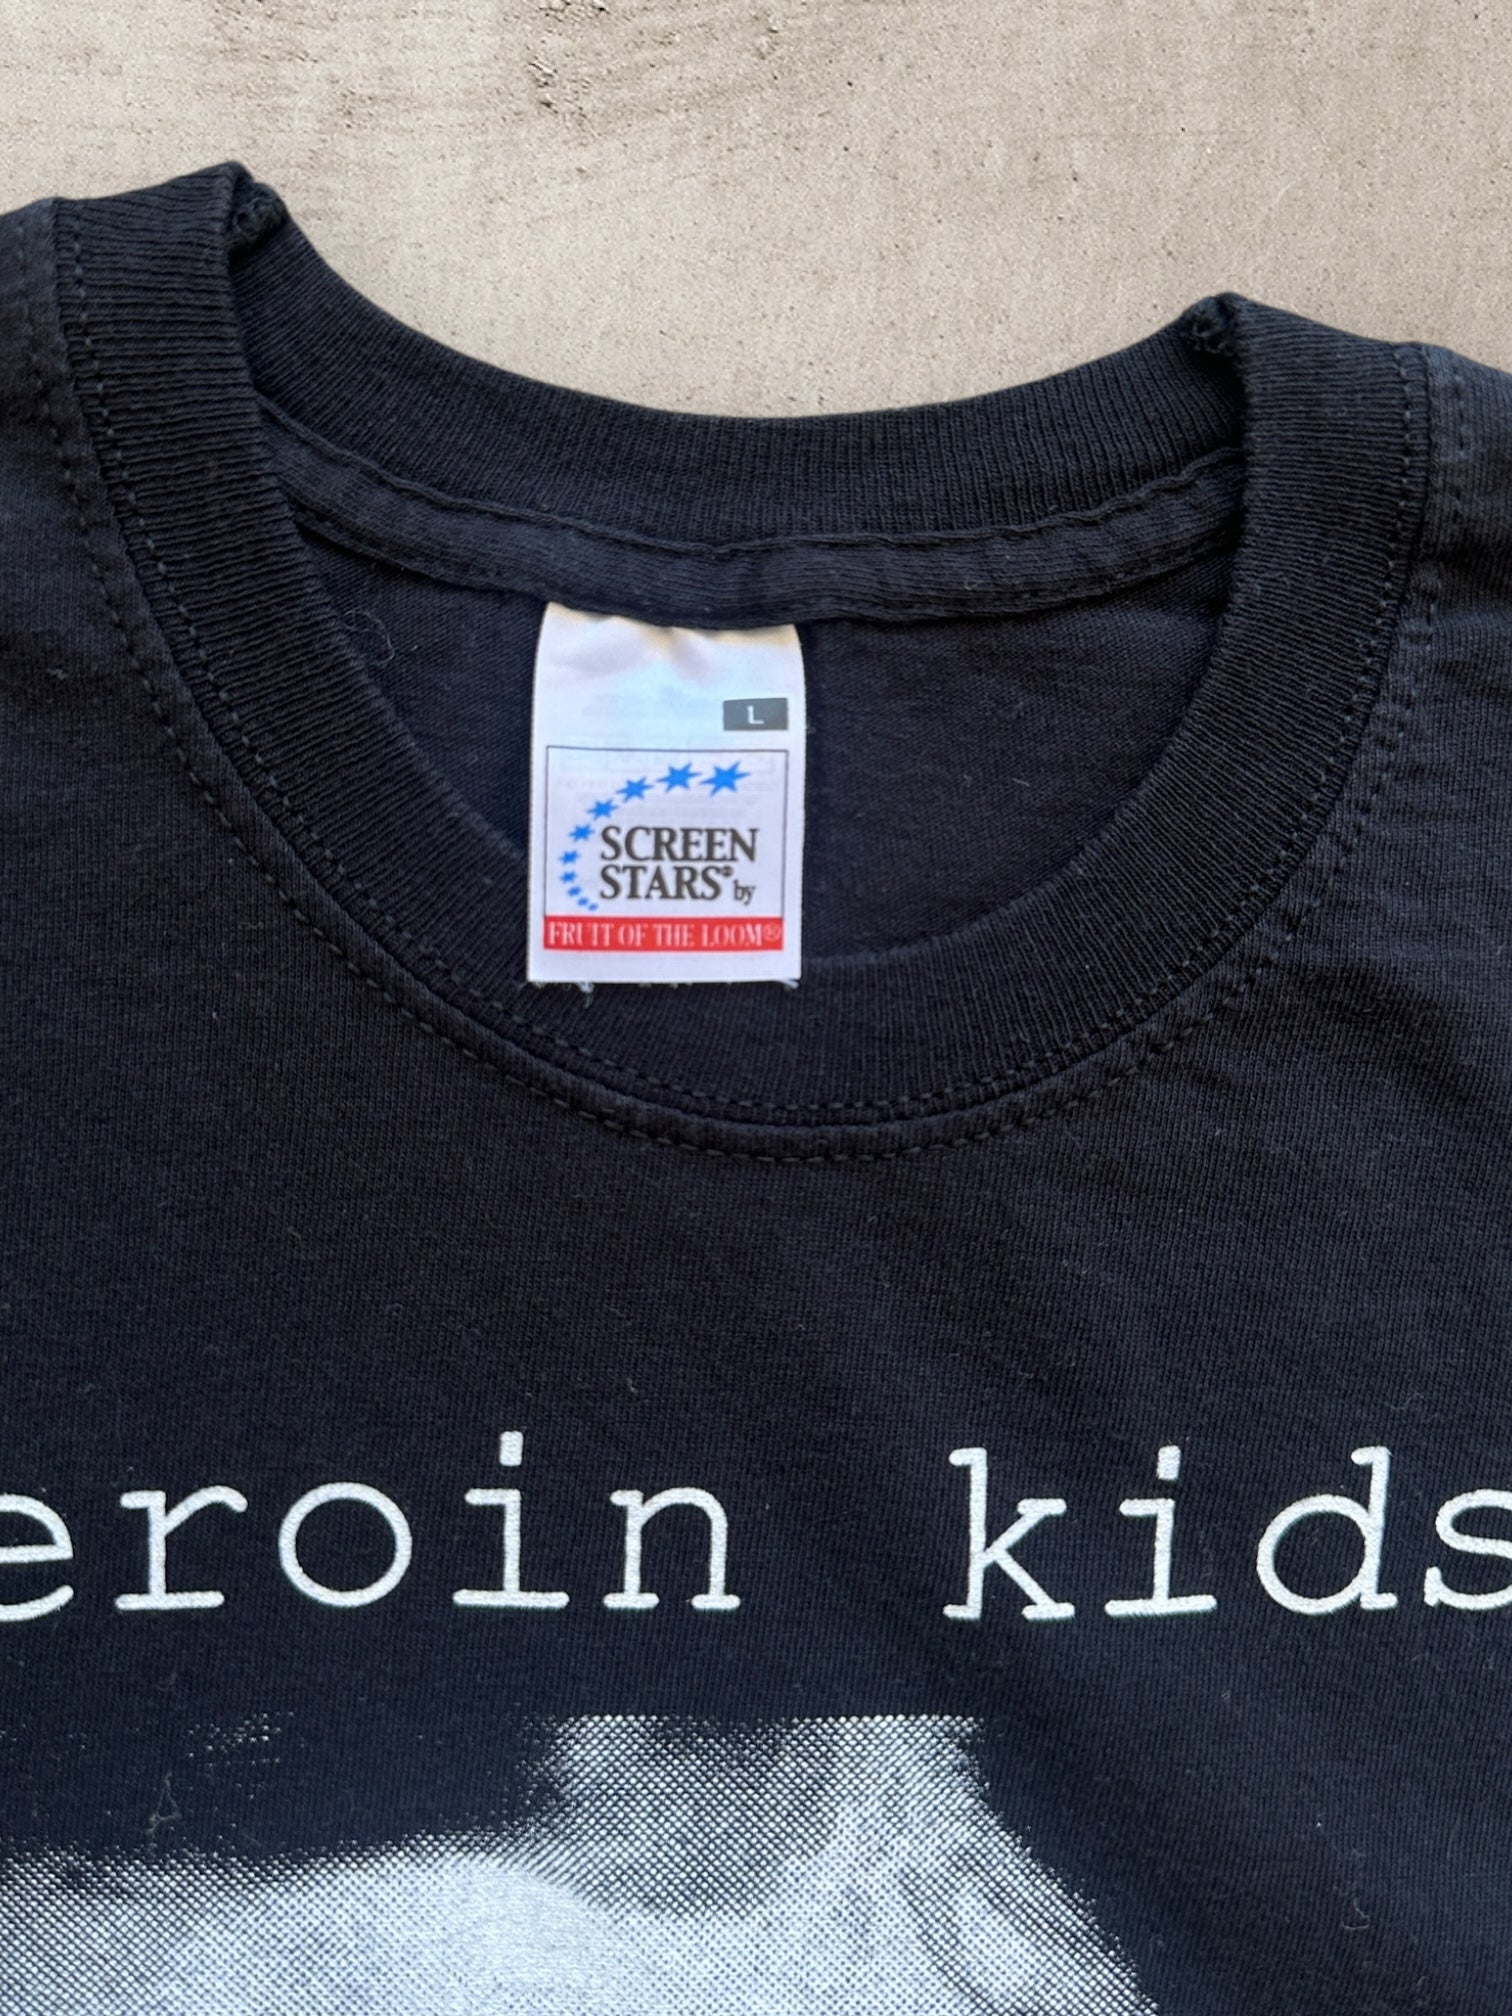 L
SCREEN
STARS® by
FRUIT OF THE LOOM®
eroin kids